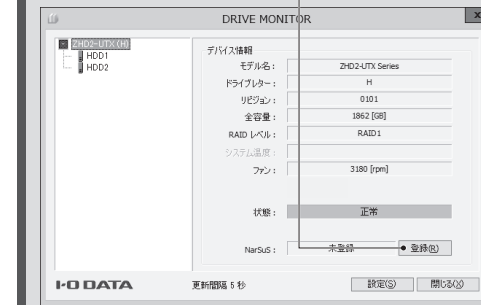 DRIVE MONITOR
x
ZHD2-UTX (H)
HDD1
HDD2
デバイス情報
モデル名： ZHD2-UTX Series
ドライブレター： H
リビジョン： 0101
全容量： 1862 [GB]
RAID レベル： RAID1
システム温度：
ファン： 3180 [rpm]
状態： 正常
NarSuS： 未登録 登録(R)
I-O DATA 更新間隔 5 秒 設定(S) 閉じる(X)